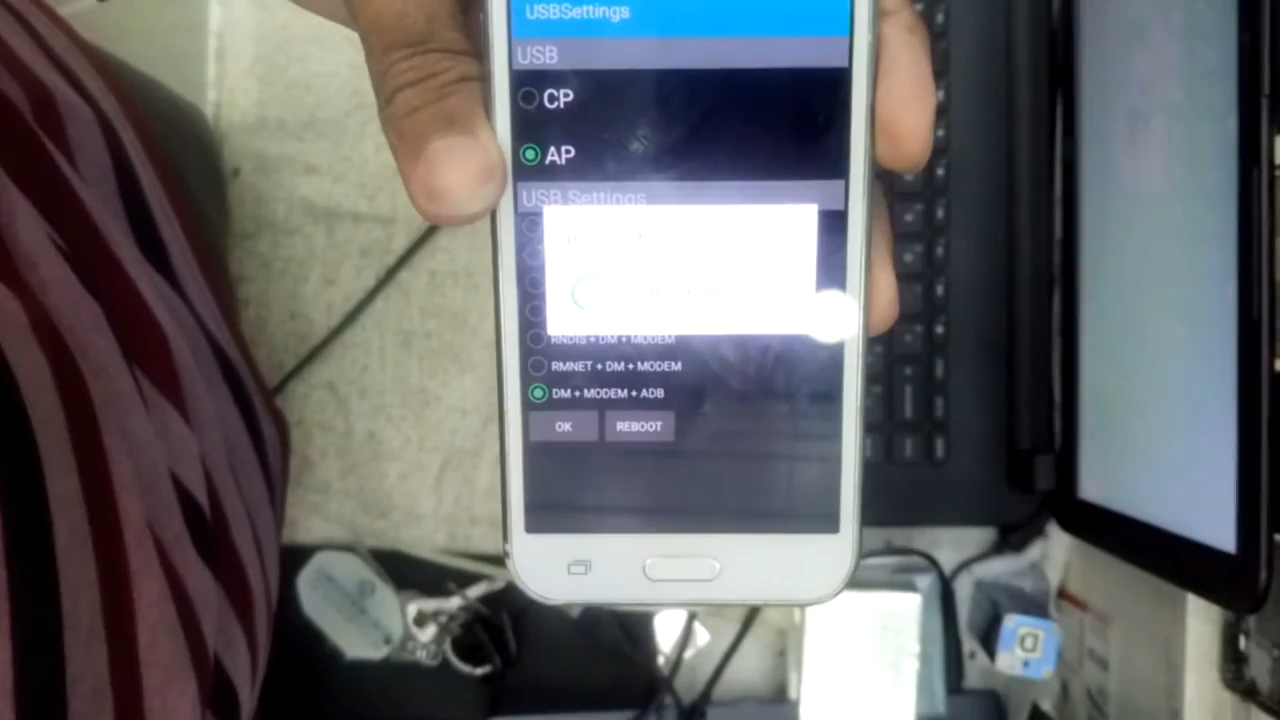 USBSettings
USB
CP
AP
USB Settings
RNDIS + DM + MODEM
RMNET + DM + MODEM
DM + MODEM + ADB
OK
REBOOT
D